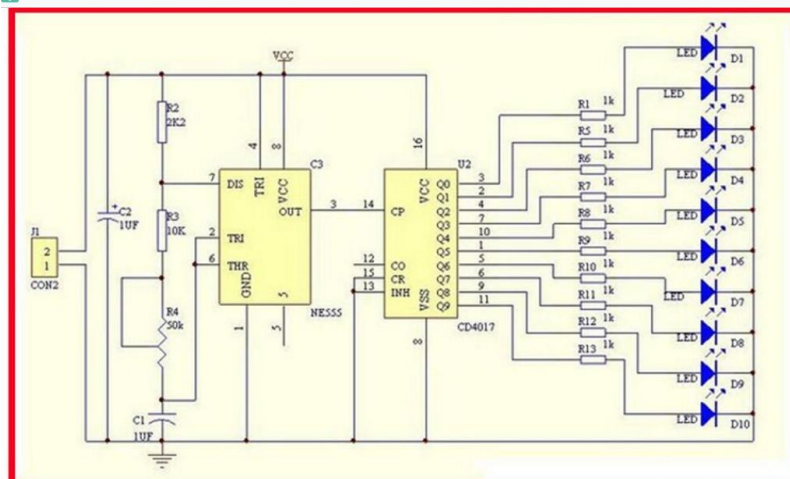 VCC
J1
2
1
CON2
C2
1UF
R2
2K2
R3
10K
R4
50k
C1
1UF
C3
4
8
7
DIS
TRI
VCC
OUT
3
2
TRI
6
THR
GND
5
1
5
NE555
16
U2
14
CP
VCC
12
CO
15
CR
13
INH
VSS
8
CD4017
Q0
3
Q1
2
Q2
4
Q3
7
Q4
10
Q5
1
Q6
5
Q7
6
Q8
9
Q9
11
R1 1k
R5 1k
R6 1k
R7 1k
R8 1k
R9 1k
R10 1k
R11 1k
R12 1k
R13 1k
LED D1
LED D2
LED D3
LED D4
LED D5
LED D6
LED D7
LED D8
LED D9
LED D10